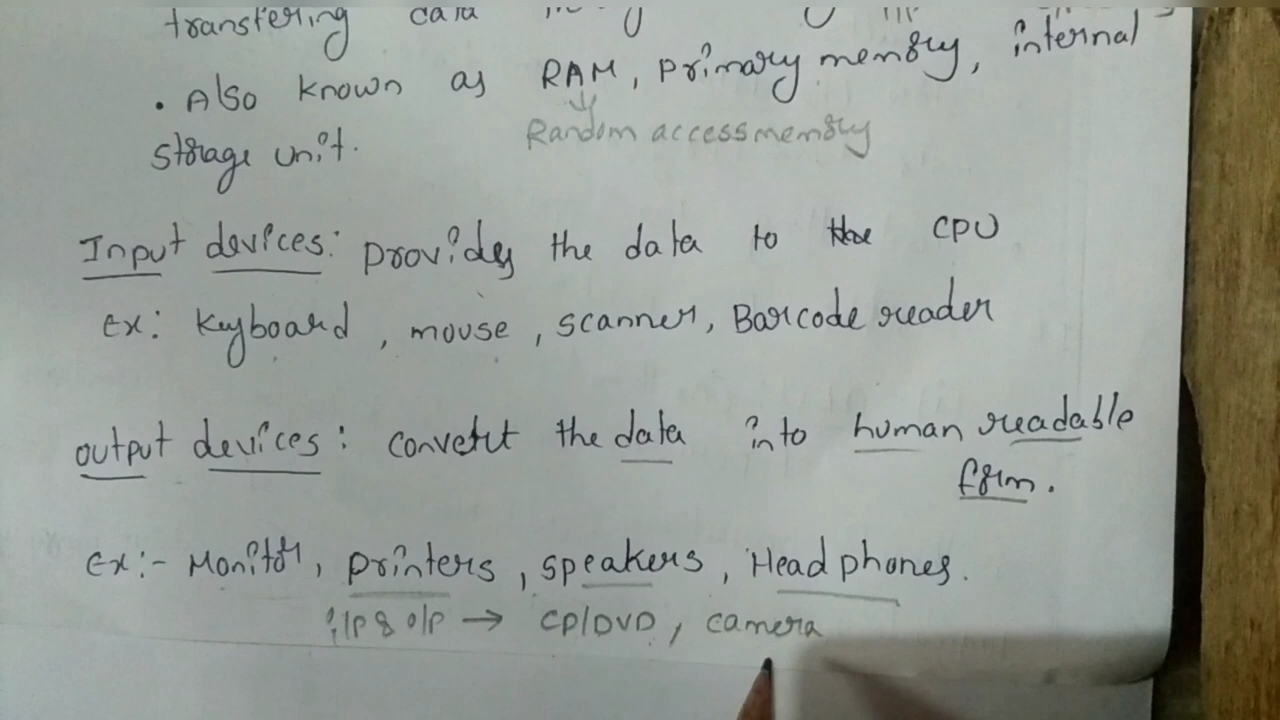 transfering data
• Also known as RAM, primary memory, internal
Random access memory
storage unit.
Input devices: provides the data to the CPU
Ex: Keyboard, mouse, scanner, Barcode reader
output devices: convert the data into human readable
form.
Ex:- Monitor, printers, speakers, Headphones.
i/p & o/p → CD/DVD, camera